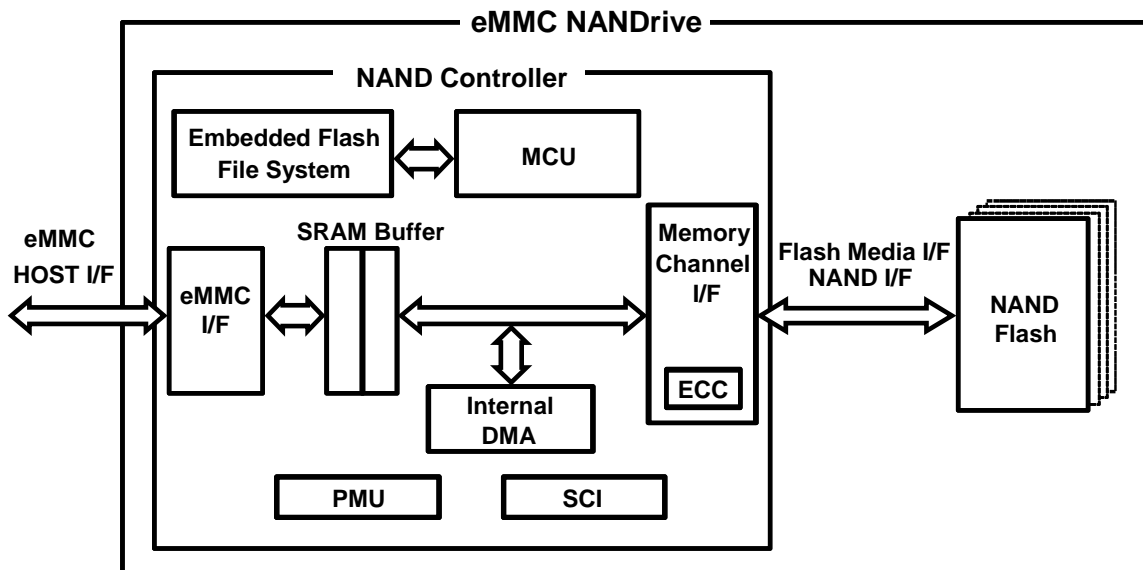 eMMC NANDrive
NAND Controller
Embedded Flash
File System
MCU
eMMC
HOST I/F
eMMC
I/F
SRAM Buffer
Memory
Channel
I/F
ECC
Flash Media I/F
NAND I/F
NAND
Flash
Internal
DMA
PMU
SCI